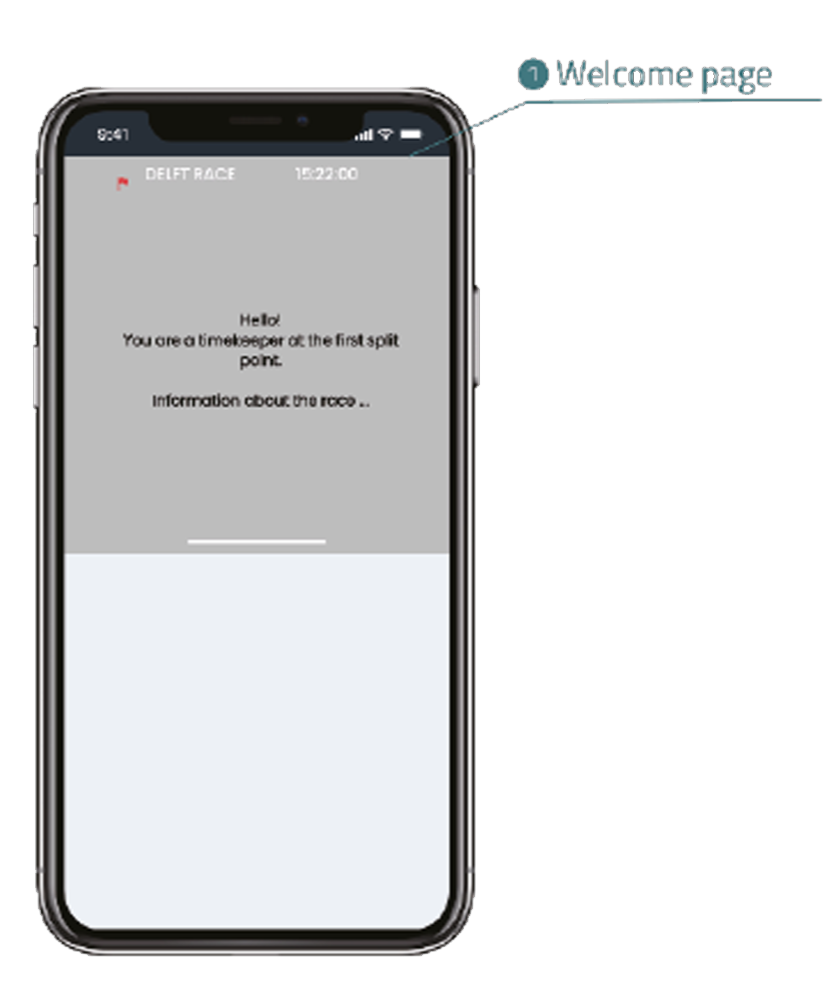 1 Welcome page
9:41
DELFT RACE 15:22:00
Hello!
You are a timekeeper at the first split
point.
Information about the race ...